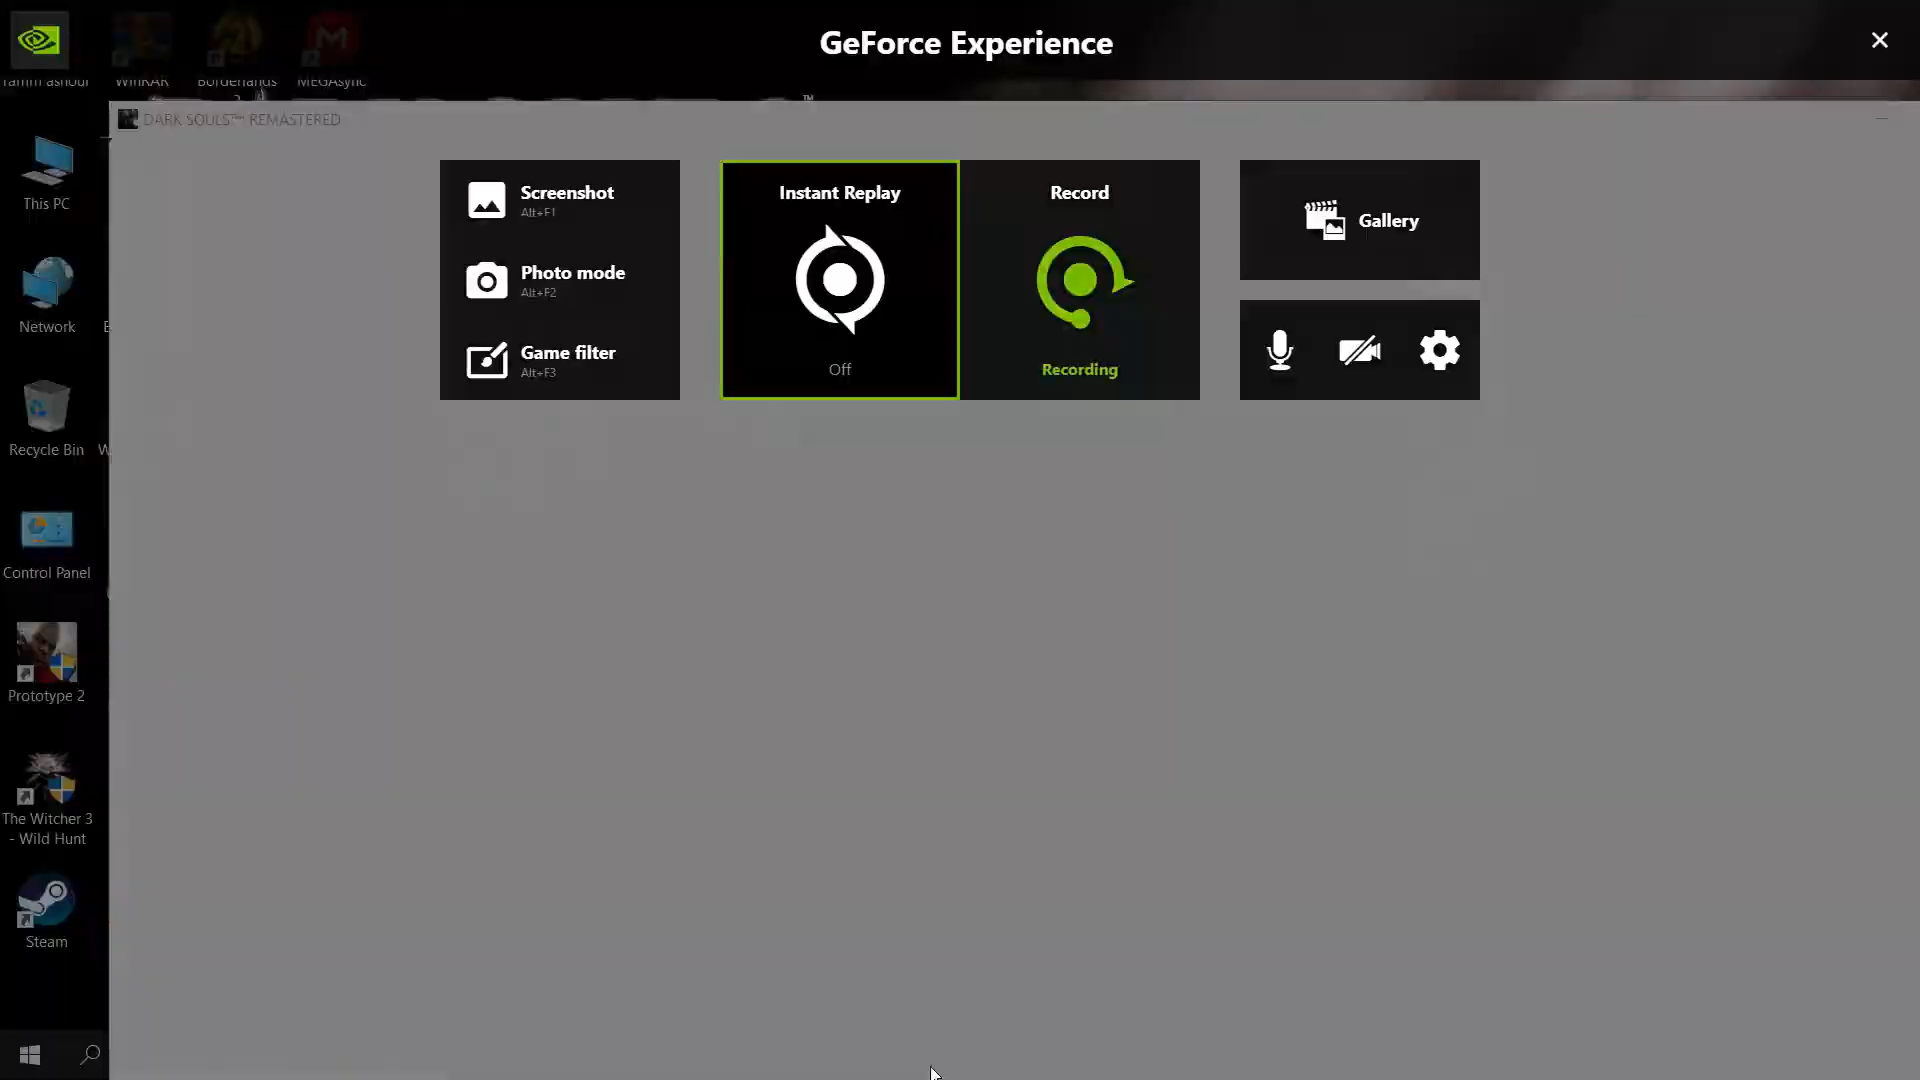 GeForce Experience
WinRAR
Borderlands
MEGAsync
™
DARK SOULS™ REMASTERED
This PC
Network
Recycle Bin
Control Panel
Prototype 2
The Witcher 3
- Wild Hunt
Steam
Screenshot
Alt+F1
Photo mode
Alt+F2
Game filter
Alt+F3
Instant Replay
Off
Record
Recording
Gallery